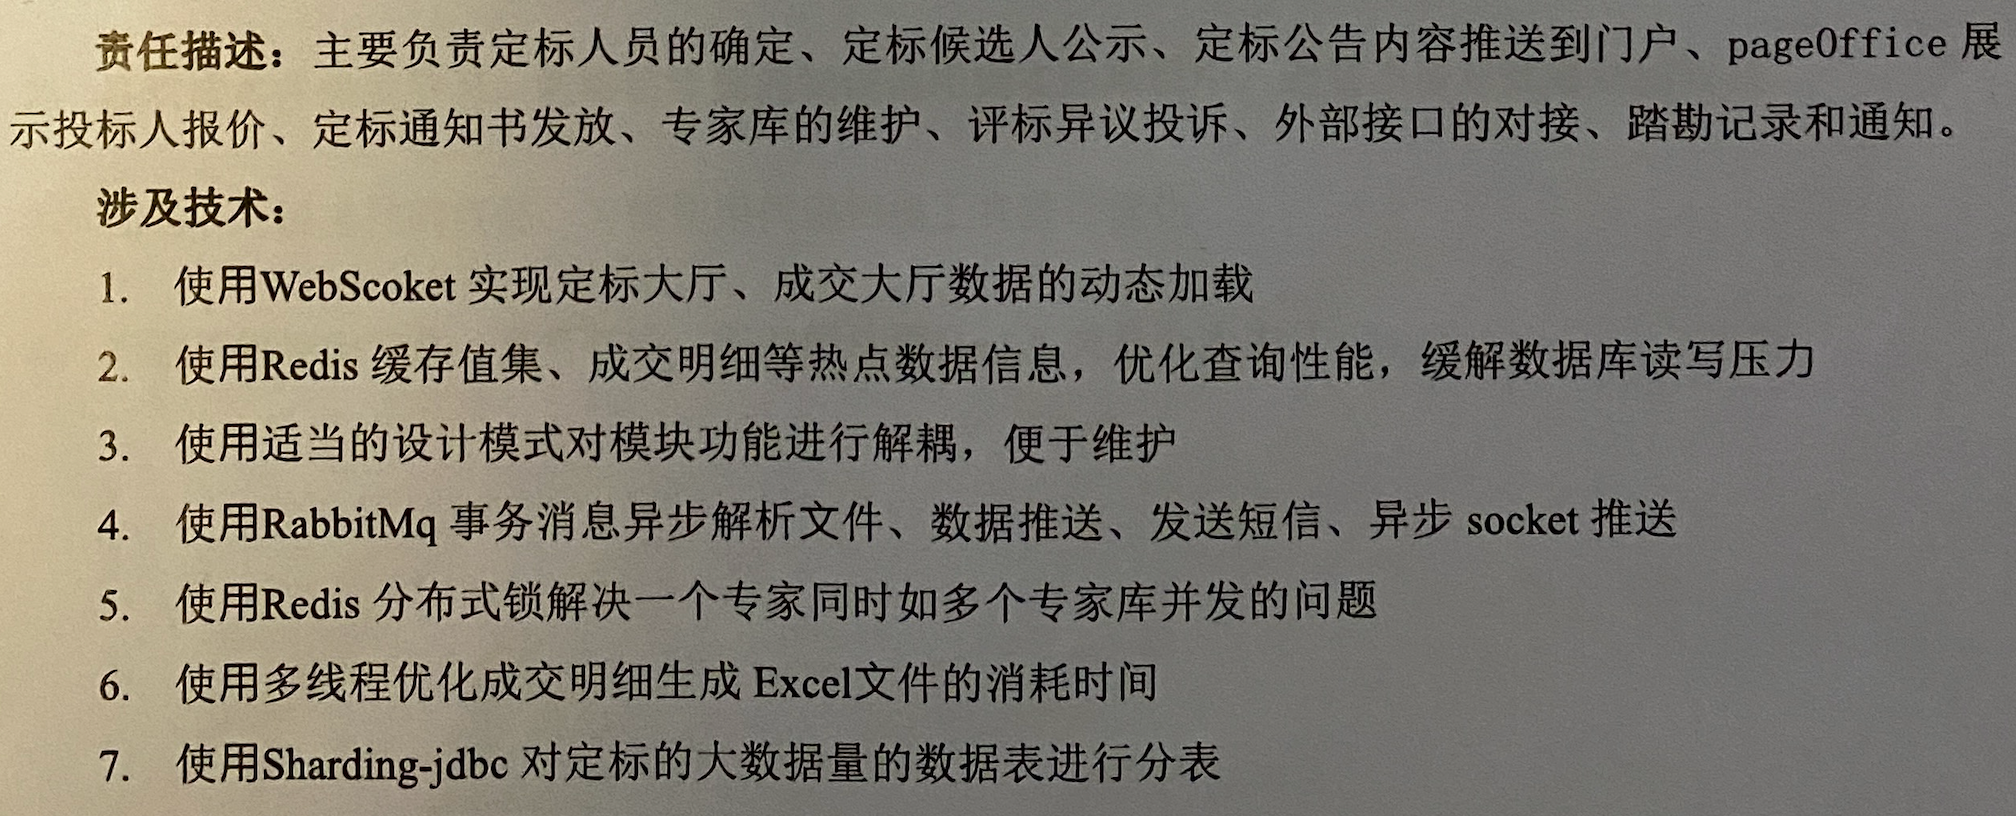 责任描述：主要负责定标人员的确定、定标候选人公示、定标公告内容推送到门户、pageOffice 展
示投标人报价、定标通知书发放、专家库的维护、评标异议投诉、外部接口的对接、踏勘记录和通知。
涉及技术：
1. 使用WebScoket 实现定标大厅、成交大厅数据的动态加载
2. 使用Redis 缓存值集、成交明细等热点数据信息，优化查询性能，缓解数据库读写压力
3. 使用适当的设计模式对模块功能进行解耦，便于维护
4. 使用RabbitMq 事务消息异步解析文件、数据推送、发送短信、异步 socket 推送
5. 使用Redis 分布式锁解决一个专家同时如多个专家库并发的问题
6. 使用多线程优化成交明细生成 Excel文件的消耗时间
7. 使用Sharding-jdbc 对定标的大数据量的数据表进行分表